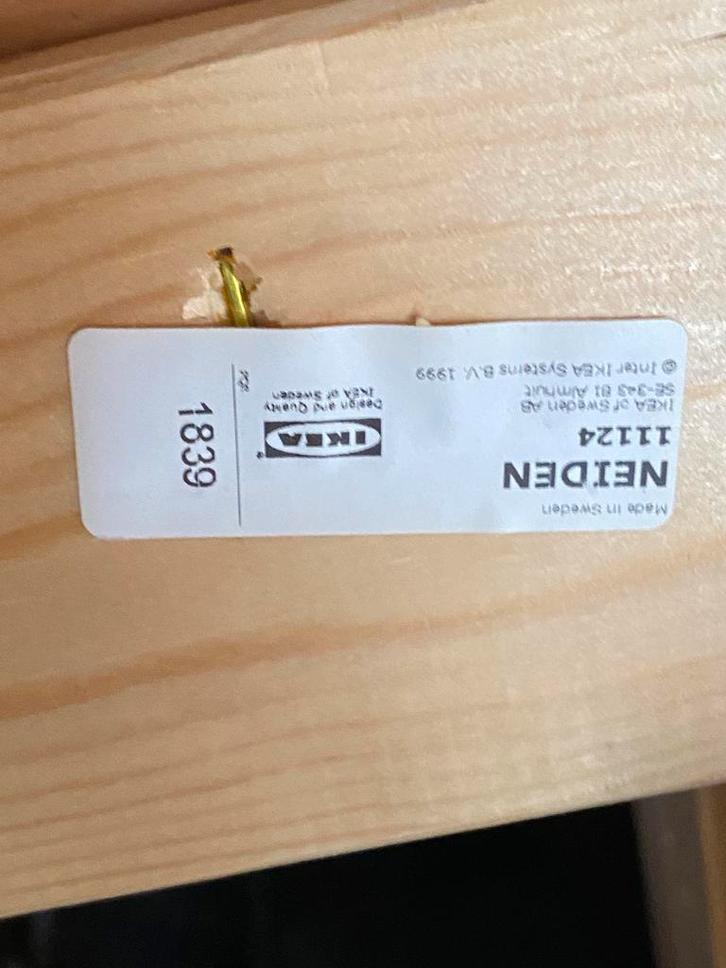 Made in Sweden
NEIDEN
11124
IKEA of Sweden AB
SE-343 81 Älmhult
© Inter IKEA Systems B.V. 1999
IKEA®
Design and Quality
IKEA of Sweden
1839